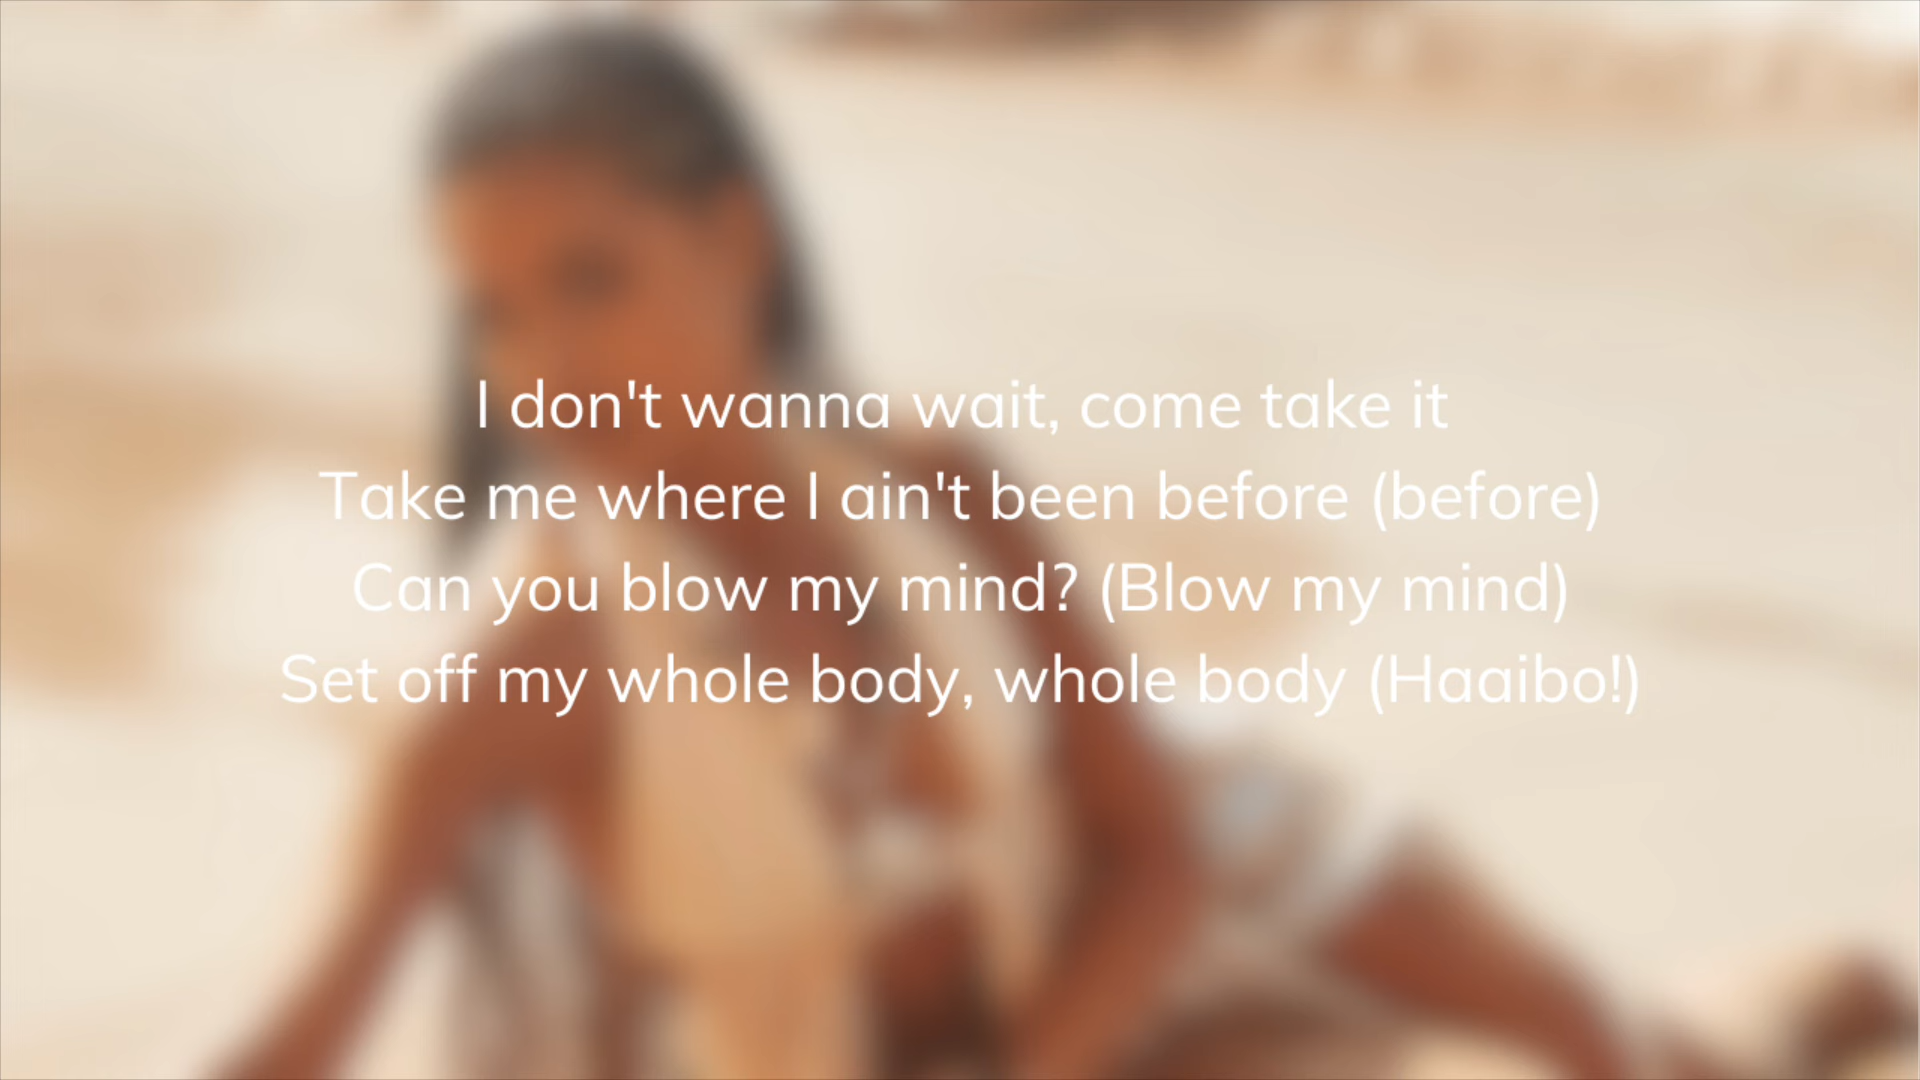 I don't wanna wait, come take it
Take me where I ain't been before (before)
Can you blow my mind? (Blow my mind)
Set off my whole body, whole body (Haaibo!)